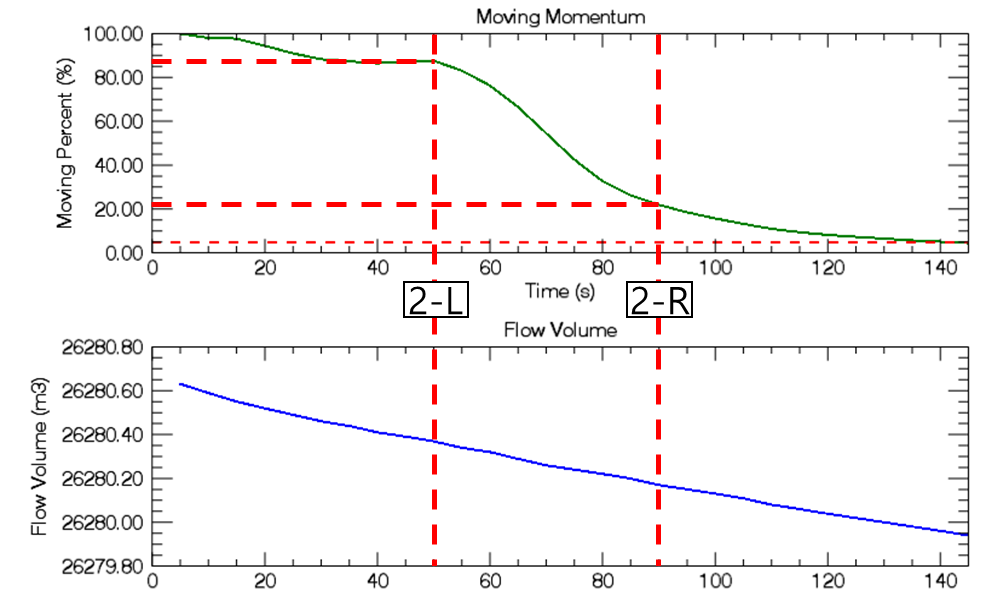 Moving Momentum
Moving Percent (%)
100.00
80.00
60.00
40.00
20.00
0.00
0 20 40 60 80 100 120 140
Time (s)
2-L 2-R
Flow Volume
Flow Volume (m3)
26280.80
26280.60
26280.40
26280.20
26280.00
26279.80
0 20 40 60 80 100 120 140